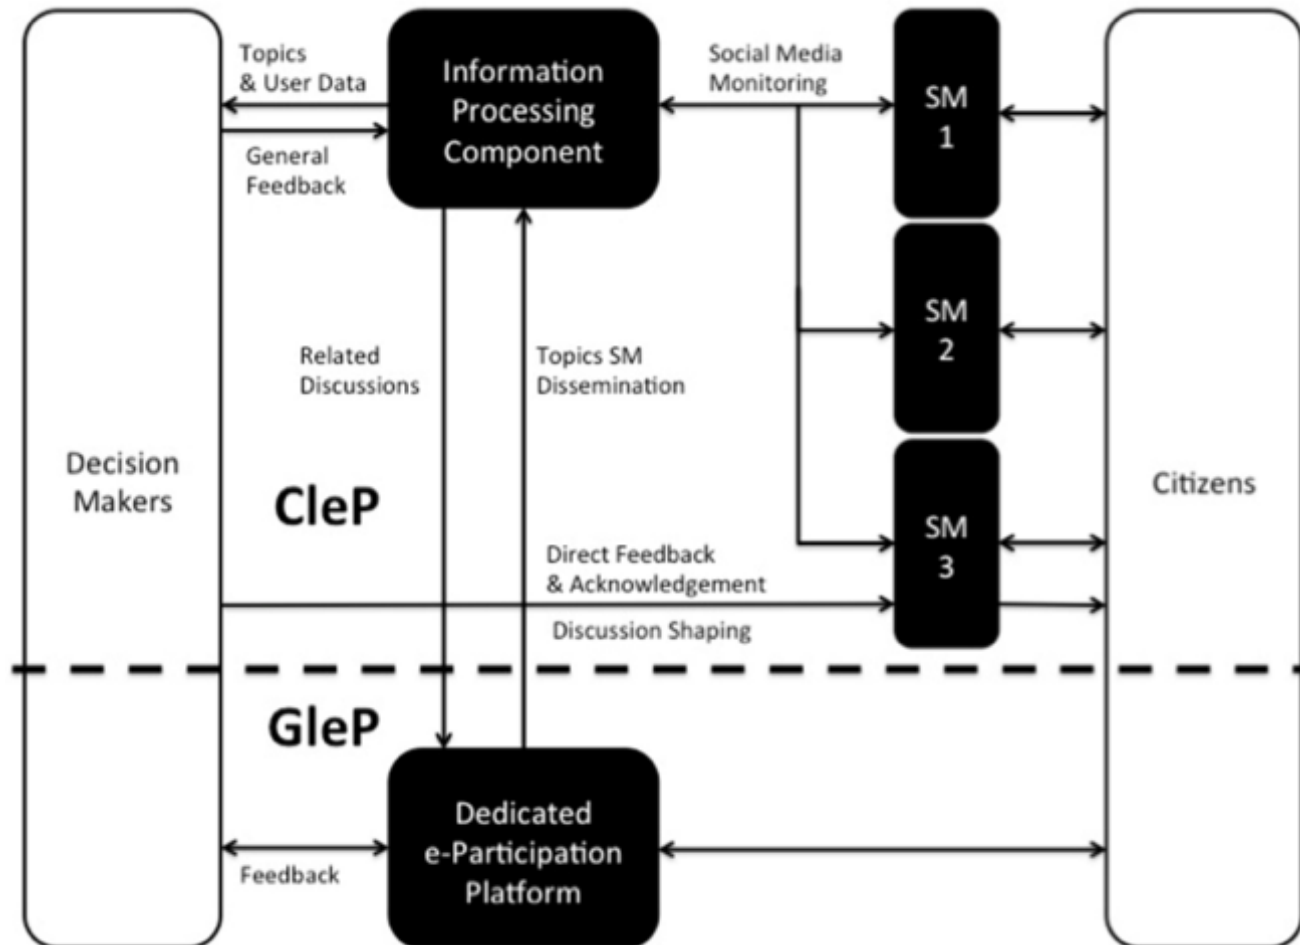 Topics
& User Data
General
Feedback
Information
Processing
Component
Social Media
Monitoring
SM
1
SM
2
SM
3
Related
Discussions
Topics SM
Dissemination
Decision
Makers
CleP
Citizens
Direct Feedback
& Acknowledgement
Discussion Shaping
GleP
Dedicated
e-Participation
Platform
Feedback